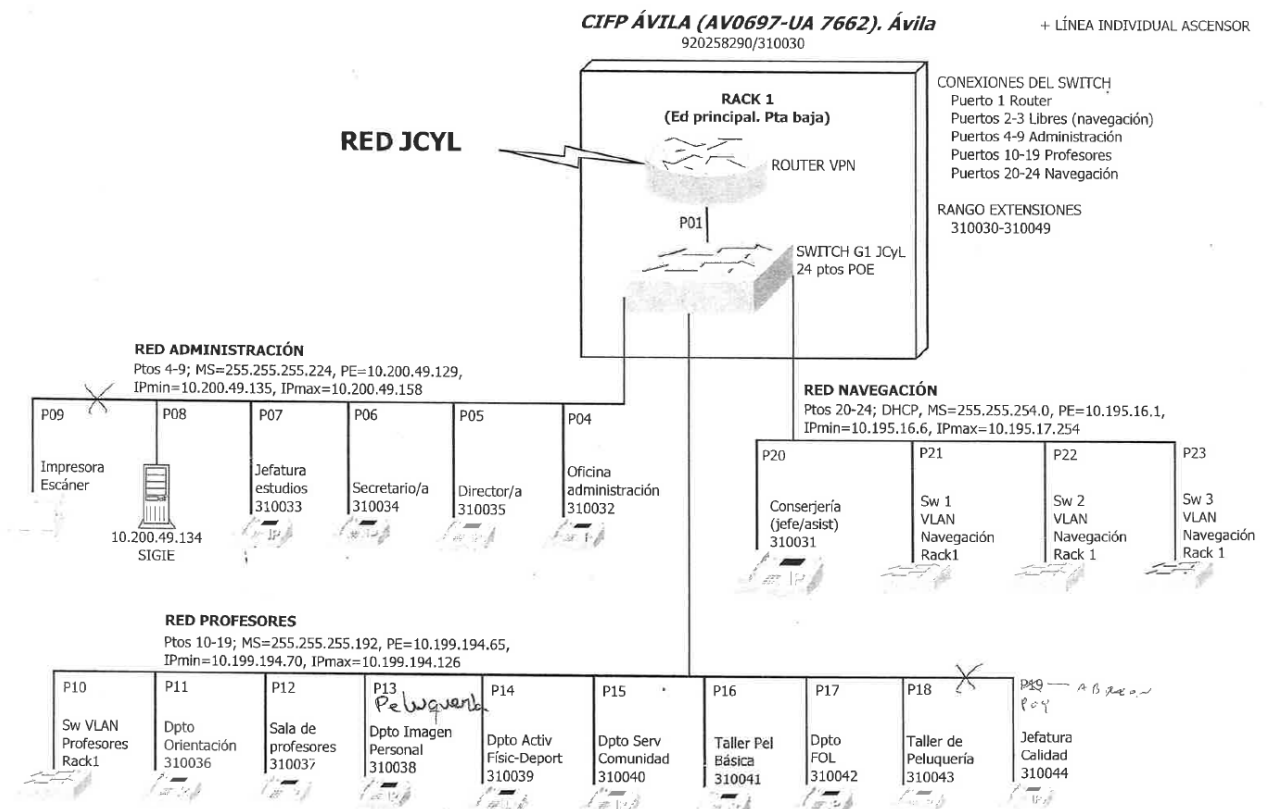 CIFP ÁVILA (AV0697-UA 7662). Ávila
920258290/310030
+ LÍNEA INDIVIDUAL ASCENSOR
RACK 1
(Ed principal. Pta baja)
RED JCYL
ROUTER VPN
P01
SWITCH G1 JCyL
24 ptos POE
CONEXIONES DEL SWITCH
Puerto 1 Router
Puertos 2-3 Libres (navegación)
Puertos 4-9 Administración
Puertos 10-19 Profesores
Puertos 20-24 Navegación
RANGO EXTENSIONES
310030-310049
RED ADMINISTRACIÓN
Ptos 4-9; MS=255.255.255.224, PE=10.200.49.129,
IPmin=10.200.49.135, IPmax=10.200.49.158
P09
Impresora
Escáner
P08
10.200.49.134
SIGIE
P07
Jefatura
estudios
310033
P06
Secretario/a
310034
P05
Director/a
310035
P04
Oficina
administración
310032
RED NAVEGACIÓN
Ptos 20-24; DHCP, MS=255.255.254.0, PE=10.195.16.1,
IPmin=10.195.16.6, IPmax=10.195.17.254
P20
Conserjería
(jefe/asist)
310031
P21
Sw 1
VLAN
Navegación
Rack1
P22
Sw 2
VLAN
Navegación
Rack 1
P23
Sw 3
VLAN
Navegación
Rack 1
RED PROFESORES
Ptos 10-19; MS=255.255.255.192, PE=10.199.194.65,
IPmin=10.199.194.70, IPmax=10.199.194.126
P10
Sw VLAN
Profesores
Rack1
P11
Dpto
Orientación
310036
P12
Sala de
profesores
310037
P13
Peluquería
Dpto Imagen
Personal
310038
P14
Dpto Activ
Físic-Deport
310039
P15
Dpto Serv
Comunidad
310040
P16
Taller Pel
Básica
310041
P17
Dpto
FOL
310042
P18
Taller de
Peluquería
310043
P19
P09
Jefatura
Calidad
310044